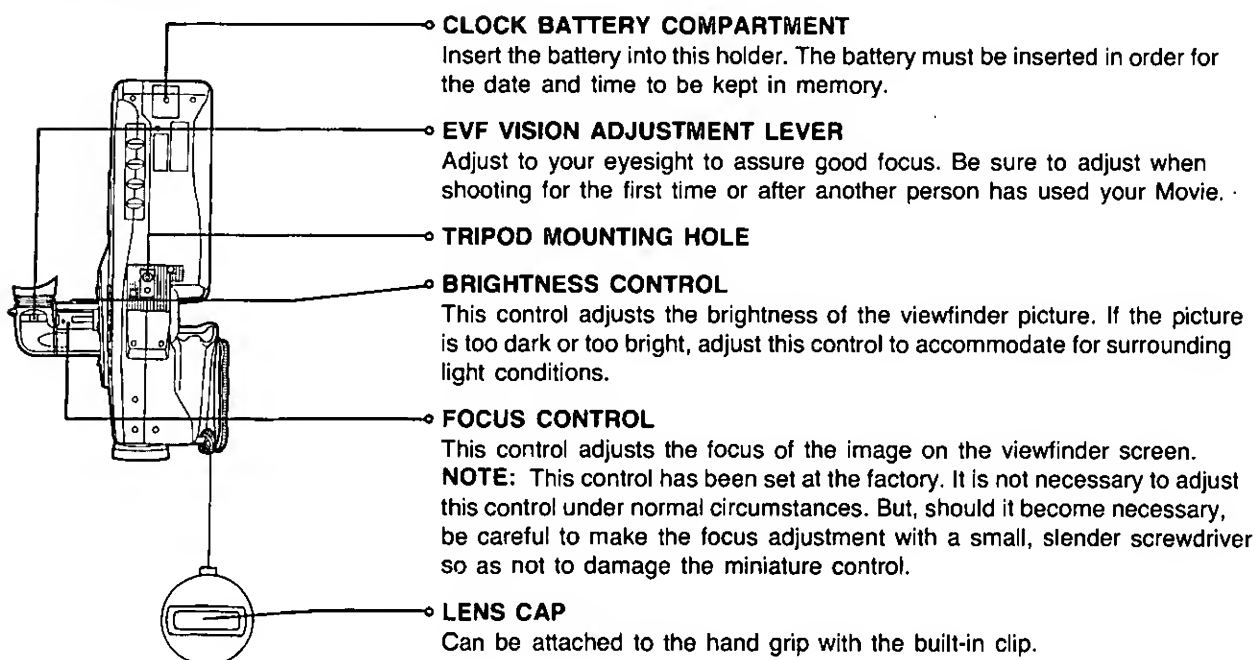 CLOCK BATTERY COMPARTMENT
Insert the battery into this holder. The battery must be inserted in order for
the date and time to be kept in memory.
EVF VISION ADJUSTMENT LEVER
Adjust to your eyesight to assure good focus. Be sure to adjust when
shooting for the first time or after another person has used your Movie.
TRIPOD MOUNTING HOLE
BRIGHTNESS CONTROL
This control adjusts the brightness of the viewfinder picture. If the picture
is too dark or too bright, adjust this control to accommodate for surrounding
light conditions.
FOCUS CONTROL
This control adjusts the focus of the image on the viewfinder screen.
NOTE: This control has been set at the factory. It is not necessary to adjust
this control under normal circumstances. But, should it become necessary,
be careful to make the focus adjustment with a small, slender screwdriver
so as not to damage the miniature control.
LENS CAP
Can be attached to the hand grip with the built-in clip.